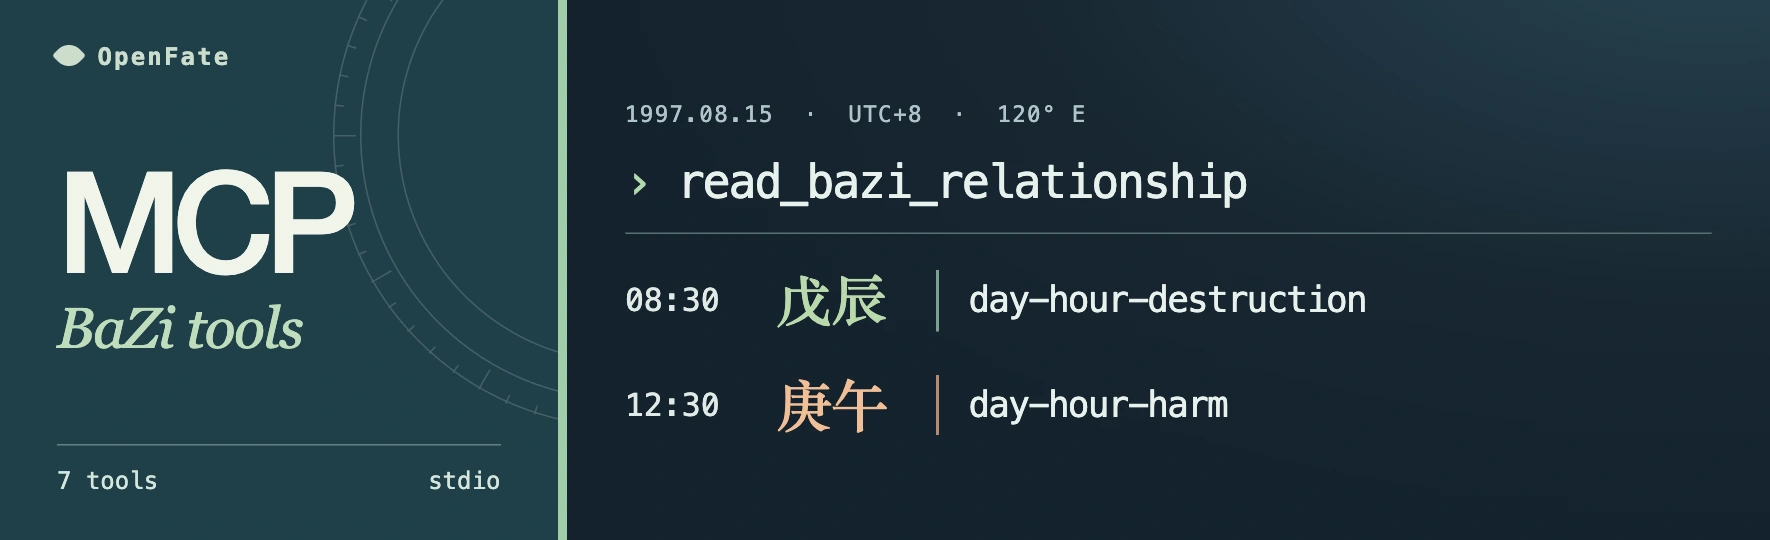 OpenFate
MCP
BaZi tools
7 tools
stdio
1997.08.15 · UTC+8 · 120° E
› read_bazi_relationship
08:30 戊辰 day-hour-destruction
12:30 庚午 day-hour-harm